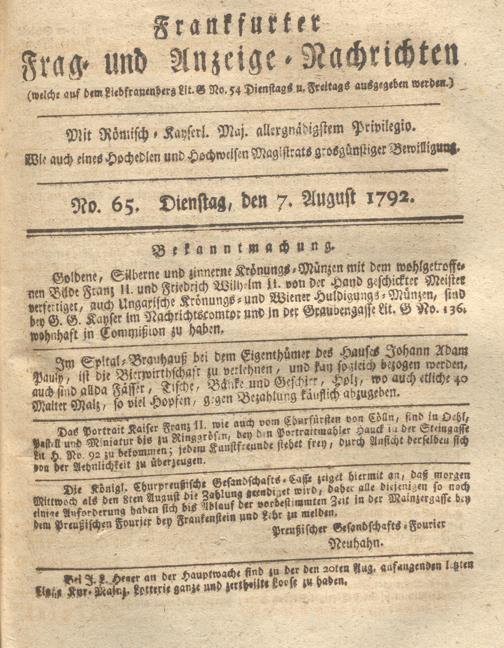 Frankfurter
Frag- und Anzeige-Nachrichten
(welche auf dem Liebfrauenberg Lit. G No. 54 Dienstags u. Freitags ausgegeben werden.)
Mit Römisch-Kayserl. Maj. allergnädigstem Privilegio.
Wie auch eines Hochedlen und Hochweisen Magistrats grosgünstiger Bewilligung.
No. 65. Dienstag, den 7. August 1792.
Bekanntmachung.
Goldene, Silberne und zinnerne Krönungs-Münzen mit dem wohlgetroffe-
nen Bilde Franz II. und Friedrich Wilhelm II. von der Hand geschickter Meister
verfertiget, auch Ungarische Krönungs- und Wiener Huldigungs-Münzen, sind
bey G. G. Kayser im Nachrichtscomtor und in der Graubengasse Lit. G No. 136.
wohnhaft in Commißion zu haben.
Im Spital-Brauhauß bei dem Eigenthümer des Hauses Johann Adam
Pauly, ist die Bierwirthschaft zu verlehnen, und kan sogleich bezogen werden,
auch sind allda Fässer, Tische, Bänke und Geschirr, Holz, wo auch etliche 40
Malter Malz, so viel Hopfen, gegen Bezahlung käuflich abzugeben.
Das Portrait Kaiser Franz II. wie auch vom Churfürsten von Cölln, sind in Oehl,
Pastell und Miniatur bis zu Ringgrösen, bey den Portraitmahler Hauck in der Steingasse
Lit H. No. 92 zu bekommen; jedem Kunstfreunde stehet frey, durch Ansicht derselben sich
von der Aehnlichkeit zu überzeugen.
Die Königl. Churpreußische Gesandschafts-Casse zeiget hiermit an, daß morgen
Mittwoch als den 8ten August die Zahlung geendiget wird, daher alle diejenigen so noch
einige Anforderung haben sich bis Ablauf der vorbestimmten Zeit in der Mainzergasse bey
dem Preußischen Fourier bey Frankenstein und Lehr zu melden.
Preußischer Gesandschafts-Fourier
Neuhahn.
Bei J. L. Heyer an der Hauptwache sind zu der den 20ten Aug. anfangenden letzten
Kur-Mainz. Lotterie ganze und zertheilte Loose zu haben.